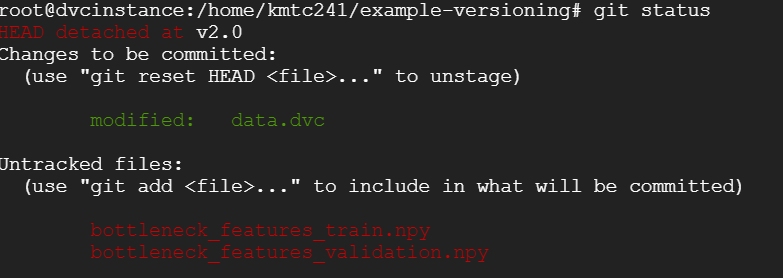 root@dvcinstance:/home/kmtc241/example-versioning# git status
HEAD detached at v2.0
Changes to be committed:
  (use "git reset HEAD <file>..." to unstage)

        modified:   data.dvc

Untracked files:
  (use "git add <file>..." to include in what will be committed)

        bottleneck_features_train.npy
        bottleneck_features_validation.npy